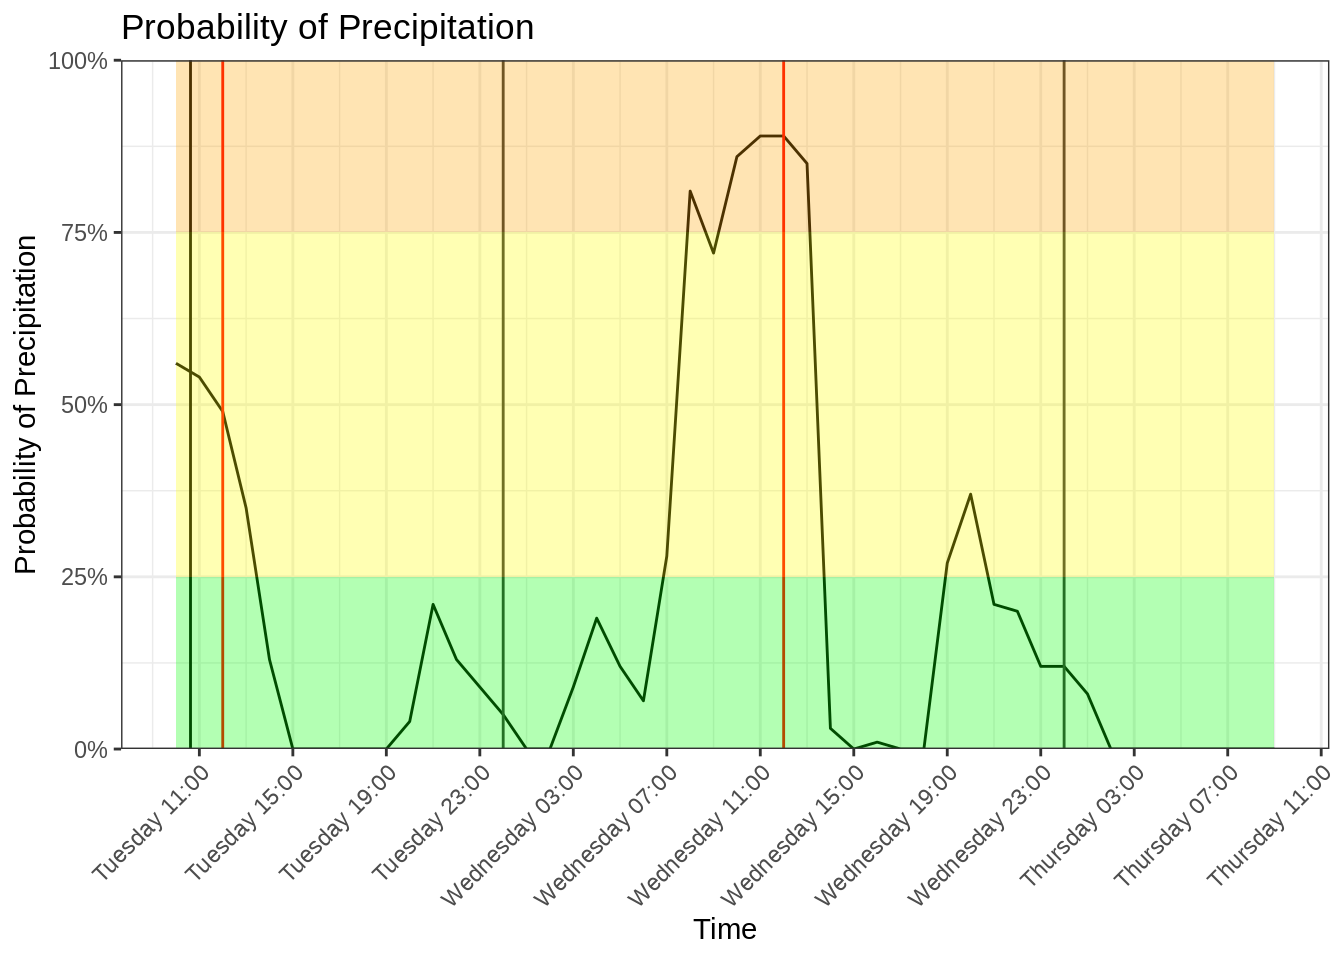 Probability of Precipitation
Probability of Precipitation
100%
75%
50%
25%
0%
Tuesday 11:00
Tuesday 15:00
Tuesday 19:00
Tuesday 23:00
Wednesday 03:00
Wednesday 07:00
Wednesday 11:00
Wednesday 15:00
Wednesday 19:00
Wednesday 23:00
Thursday 03:00
Thursday 07:00
Thursday 11:00
Time